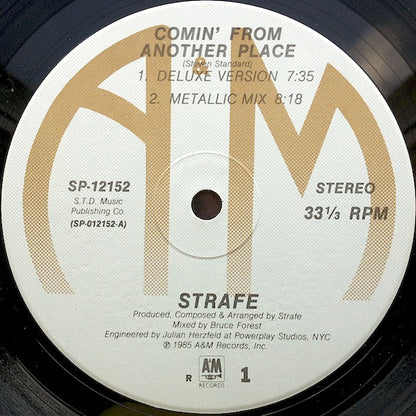 COMIN' FROM
ANOTHER PLACE
(Steven Standard)
1. DELUXE VERSION 7:35
2. METALLIC MIX 8:18
A&M
SP-12152
S.T.D. Music
Publishing Co.
(SP-012152-A)
STEREO
33⅓ RPM
STRAFE
Produced, Composed & Arranged by Strafe
Mixed by Bruce Forest
Engineered by Julian Herzfeld at Powerplay Studios, NYC
℗ 1985 A&M Records, Inc.
R
A&M
RECORDS
1